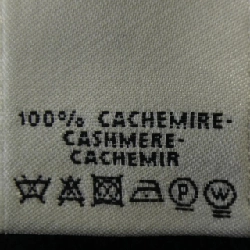 100% CACHEMIRE-
CASHMERE-
CACHEMIR
P W